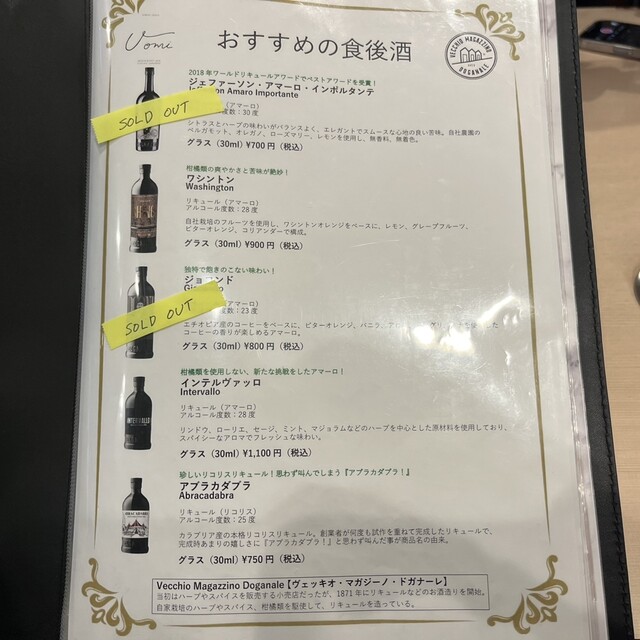 Vomi
おすすめの食後酒
VECCHIO MAGAZZINO
DOGANALE
2018年ワールドリキュールアワードでベストアワードを受賞!
ジェファーソン・アマーロ・インポルタンテ
Amaro Importante
SOLD OUT
(アマーロ)
度数:30度
シトラスとハーブの味わいがバランスよく、エレガントでスムースな心地の良い苦味。自社農園の
ベルガモット、オレガノ、ローズマリー、レモンを使用し、無香料、無着色。
グラス(30ml)¥700円(税込)
柑橘類の爽やかさと苦味が絶妙!
ワシントン
Washington
リキュール(アマーロ)
アルコール度数:28度
自社栽培のフルーツを使用し、ワシントンオレンジをベースに、レモン、グレープフルーツ、
ビターオレンジ、コリアンダーで構成。
グラス(30ml)¥900円(税込)
独特で飽きのこない味わい!
SOLD OUT
(アマーロ)
度数:23度
エチオピア産のコーヒーをベースに、ビターオレンジ、バニラ、
コーヒーの香りが楽しめるアマーロ。
グラス(30ml)¥800円(税込)
柑橘類を使用しない、新たな挑戦をしたアマーロ!
インテルヴァッロ
Intervallo
リキュール(アマーロ)
アルコール度数:28度
INTERVALLO
リンドウ、ローリエ、セージ、ミント、マジョラムなどのハーブを中心とした原材料を使用しており、
スパイシーなアロマでフレッシュな味わい。
グラス(30ml)¥1,100円(税込)
珍しいリコリスリキュール!思わず叫んでしまう『アブラカダブラ!』
アブラカダブラ
Abracadabra
リキュール(リコリス)
アルコール度数:25度
カラブリア産の本格リコリスリキュール。創業者が何度も試作を重ねて完成したリキュールで、
完成時あまりの嬉しさに『アブラカダブラ!』と思わず叫んだ事が商品名の由来。
グラス(30ml)¥750円(税込)
Vecchio Magazzino Doganale【ヴェッキオ・マガジーノ・ドガナーレ】
当初はハーブやスパイスを販売する小売店だったが、1871年にリキュールなどのお酒造りを開始。
自家栽培のハーブやスパイス、柑橘類を駆使して、リキュールを造っている。